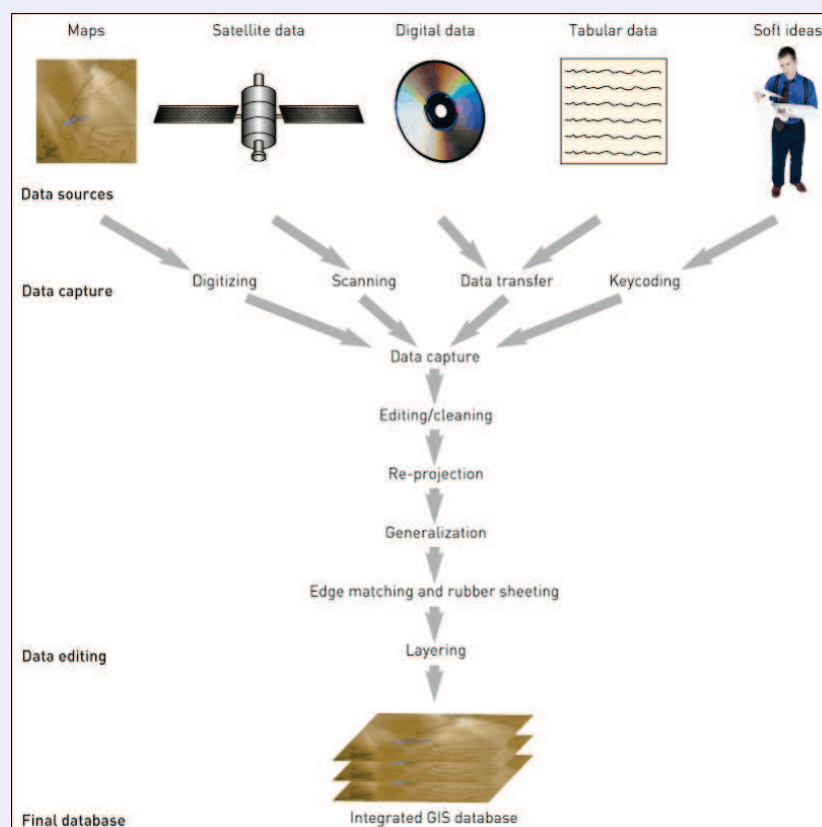 Maps Satellite data Digital data Tabular data Soft ideas
Data sources
Digitizing Scanning Data transfer Keycoding
Data capture
Data capture
Editing/cleaning
Re-projection
Generalization
Edge matching and rubber sheeting
Layering
Data editing
Integrated GIS database
Final database